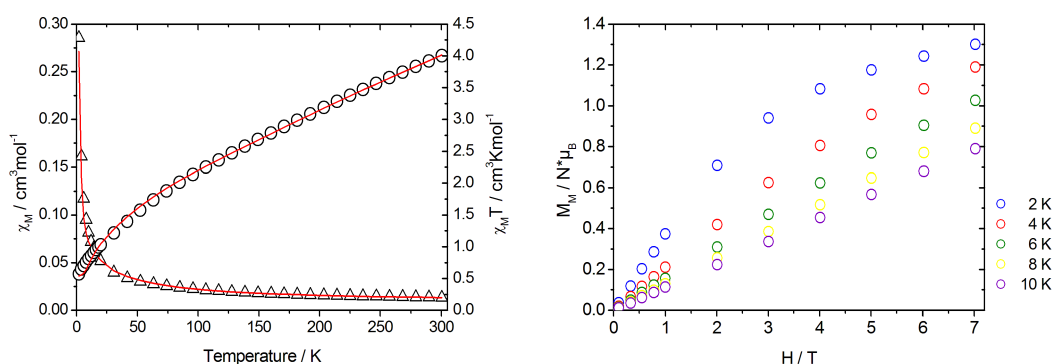 χM / cm³mol⁻¹
0.30
0.25
0.20
0.15
0.10
0.05
0.00
0 50 100 150 200 250 300
Temperature / K
4.5
4.0
3.5
3.0
2.5
2.0
1.5
1.0
0.5
0.0
χMT / cm³Kmol⁻¹
MM / N*μB
1.4
1.2
1.0
0.8
0.6
0.4
0.2
0.0
0 1 2 3 4 5 6 7
H / T
2 K
4 K
6 K
8 K
10 K